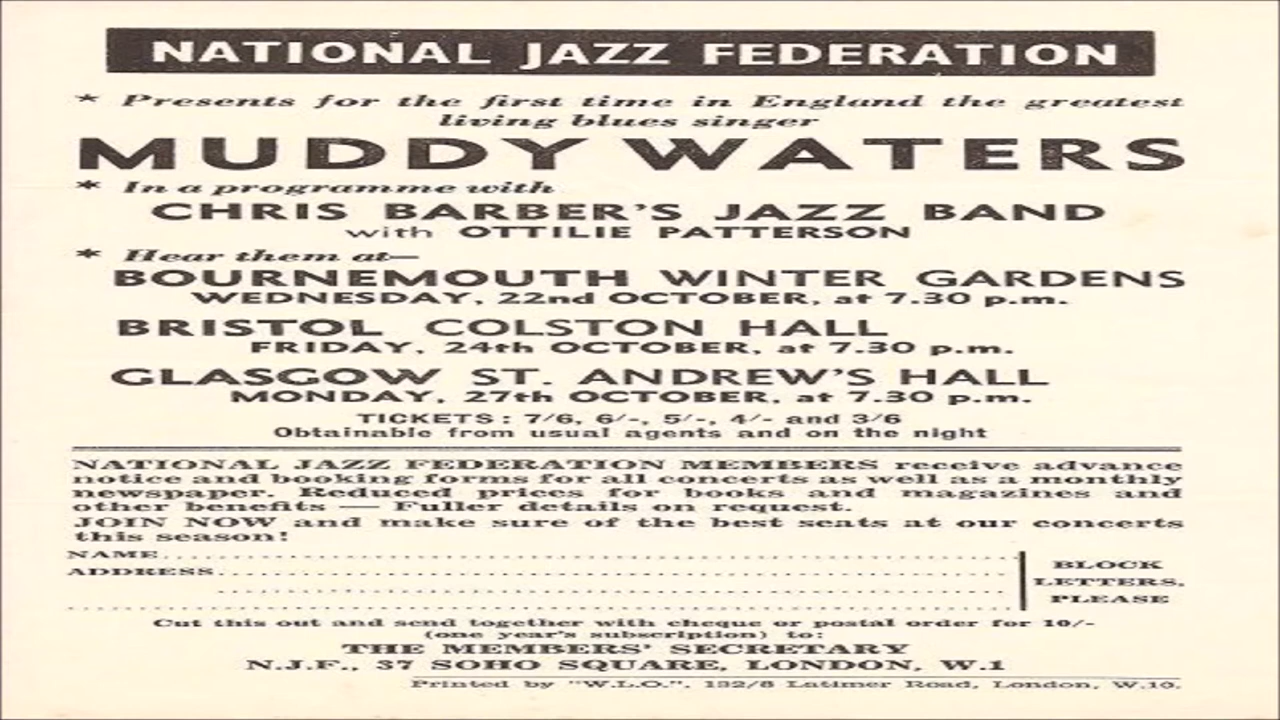 NATIONAL JAZZ FEDERATION
* Presents for the first time in England the greatest
living blues singer
MUDDY WATERS
* In a programme with
CHRIS BARBER'S JAZZ BAND
with OTTILIE PATTERSON
* Hear them at—
BOURNEMOUTH WINTER GARDENS
WEDNESDAY, 22nd OCTOBER, at 7.30 p.m.
BRISTOL COLSTON HALL
FRIDAY, 24th OCTOBER, at 7.30 p.m.
GLASGOW ST. ANDREW'S HALL
MONDAY, 27th OCTOBER, at 7.30 p.m.
TICKETS: 7/6, 6/-, 5/-, 4/- and 3/6
Obtainable from usual agents and on the night
NATIONAL JAZZ FEDERATION MEMBERS receive advance
notice and booking forms for all concerts as well as a monthly
newspaper. Reduced prices for books and magazines and
other benefits — Fuller details on request.
JOIN NOW and make sure of the best seats at our concerts
this season!
NAME
ADDRESS
BLOCK
LETTERS,
PLEASE
Cut this out and send together with cheque or postal order for 10/-
(one year's subscription) to:
THE MEMBERS' SECRETARY
N.J.F., 37 SOHO SQUARE, LONDON, W.1
Printed by "W.L.O.", 132/8 Latimer Road, London, W.10.